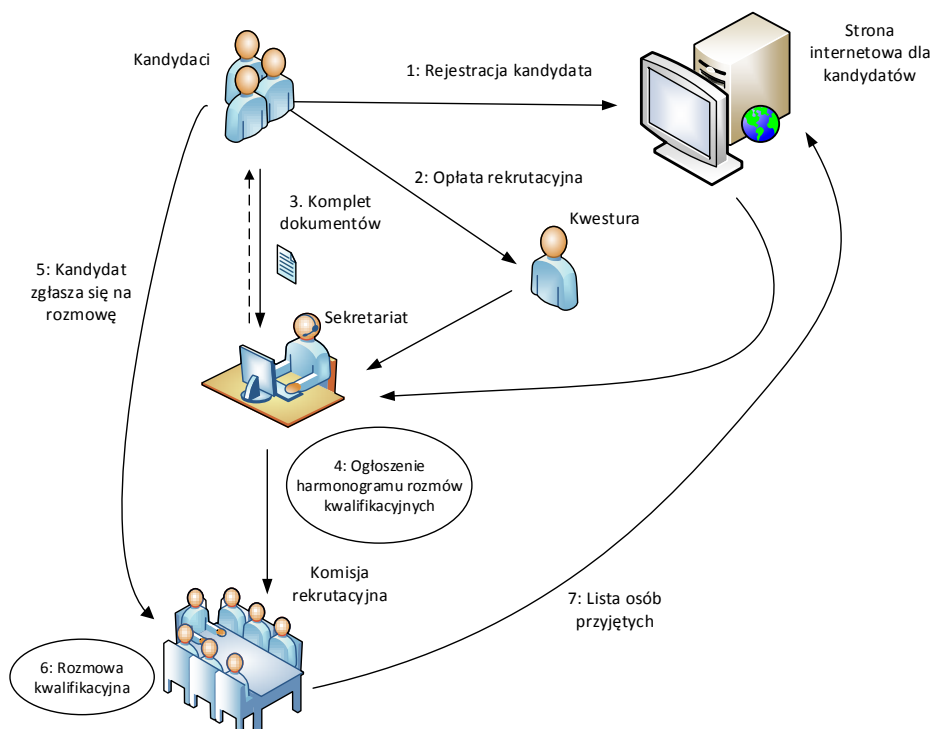 Kandydaci
Strona
internetowa dla
kandydatów
1: Rejestracja kandydata
2: Opłata rekrutacyjna
3. Komplet
dokumentów
Kwestura
5: Kandydat
zgłasza się na
rozmowę
Sekretariat
4: Ogłoszenie
harmonogramu rozmów
kwalifikacyjnych
Komisja
rekrutacyjna
7: Lista osób
przyjętych
6: Rozmowa
kwalifikacyjna